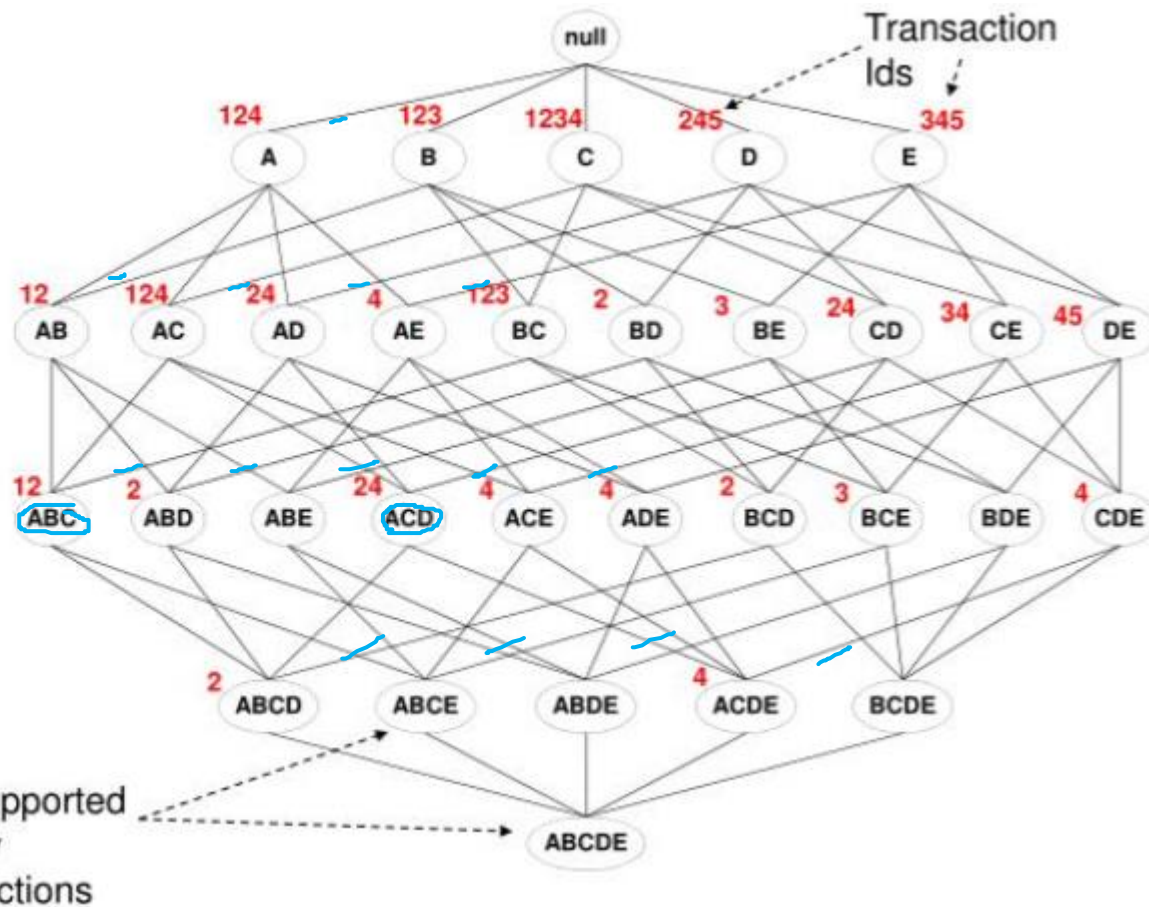 null
Transaction
Ids
124 123 1234 245 345
A B C D E
12 124 24 4 123 2 3 24 34 45
AB AC AD AE BC BD BE CD CE DE
12 2 24 4 4 2 3 4
ABC ABD ABE ACD ACE ADE BCD BCE BDE CDE
2 4
ABCD ABCE ABDE ACDE BCDE
pported
ctions
ABCDE